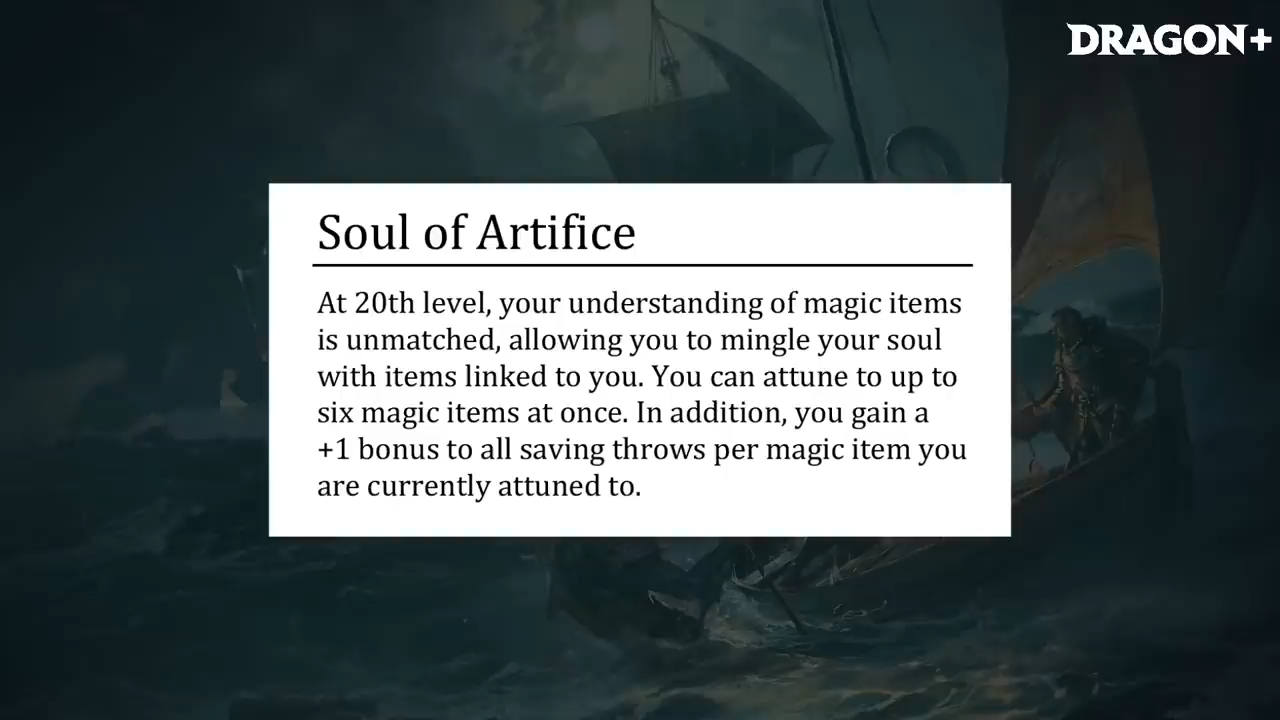 DRAGON+
Soul of Artifice
At 20th level, your understanding of magic items
is unmatched, allowing you to mingle your soul
with items linked to you. You can attune to up to
six magic items at once. In addition, you gain a
+1 bonus to all saving throws per magic item you
are currently attuned to.